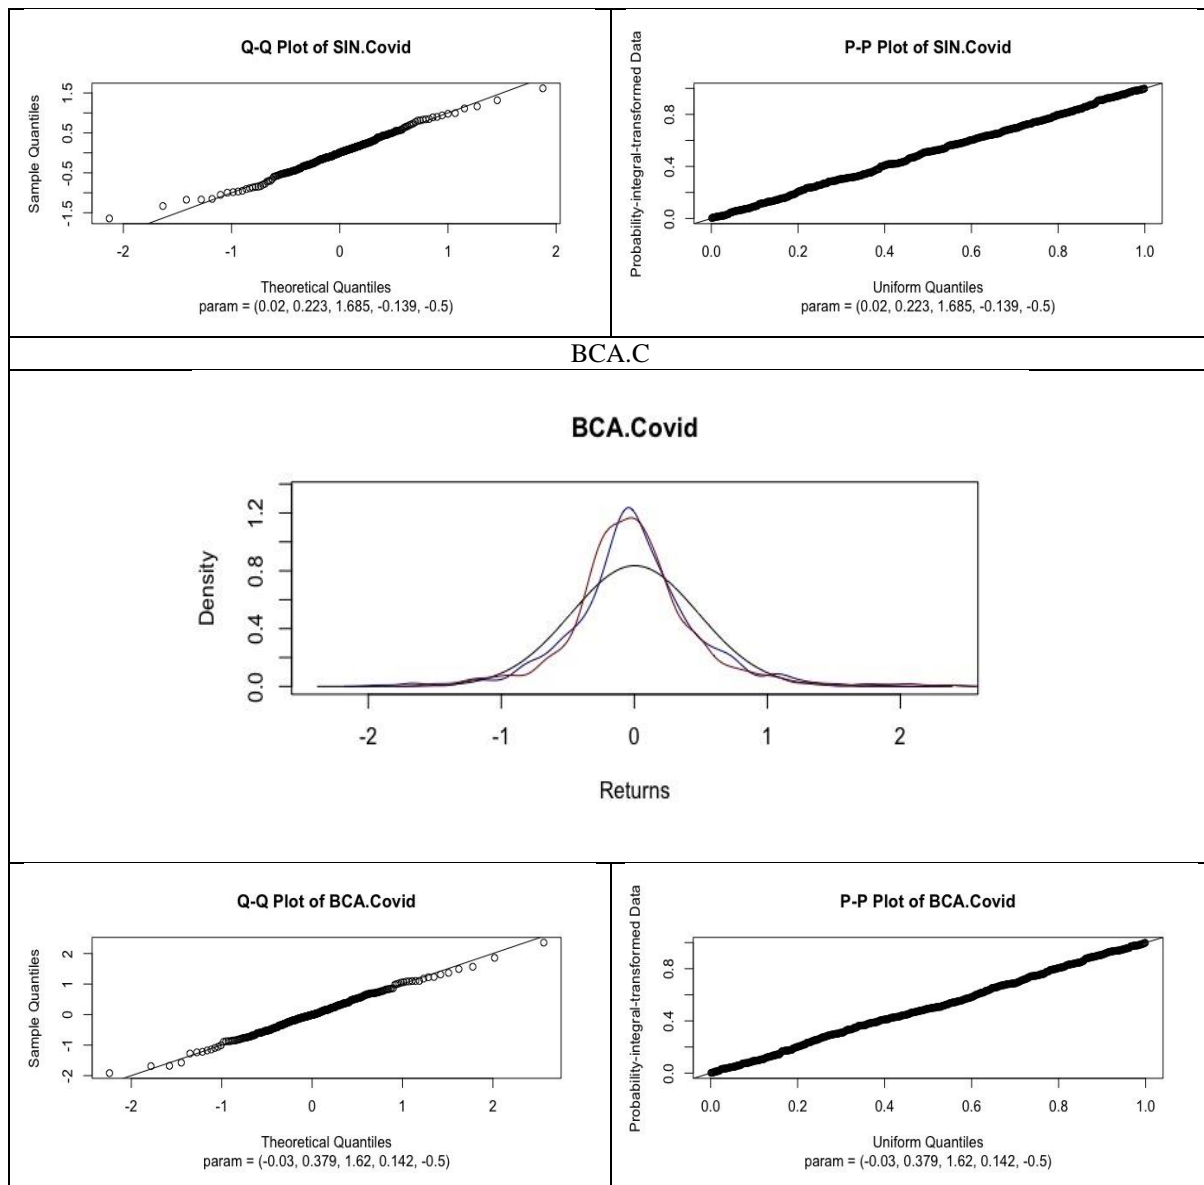 Q-Q Plot of SIN.Covid
Sample Quantiles
1.5
0.5
-0.5
-1.5
-2
-1
0
1
2
Theoretical Quantiles
param = (0.02, 0.223, 1.685, -0.139, -0.5)
P-P Plot of SIN.Covid
Probability-integral-transformed Data
0.8
0.4
0.0
0.0
0.2
0.4
0.6
0.8
1.0
Uniform Quantiles
param = (0.02, 0.223, 1.685, -0.139, -0.5)
BCA.C
BCA.Covid
Density
1.2
0.8
0.4
0.0
-2
-1
0
1
2
Returns
Q-Q Plot of BCA.Covid
Sample Quantiles
2
1
0
-1
-2
-2
-1
0
1
2
Theoretical Quantiles
param = (-0.03, 0.379, 1.62, 0.142, -0.5)
P-P Plot of BCA.Covid
Probability-integral-transformed Data
0.8
0.4
0.0
0.0
0.2
0.4
0.6
0.8
1.0
Uniform Quantiles
param = (-0.03, 0.379, 1.62, 0.142, -0.5)